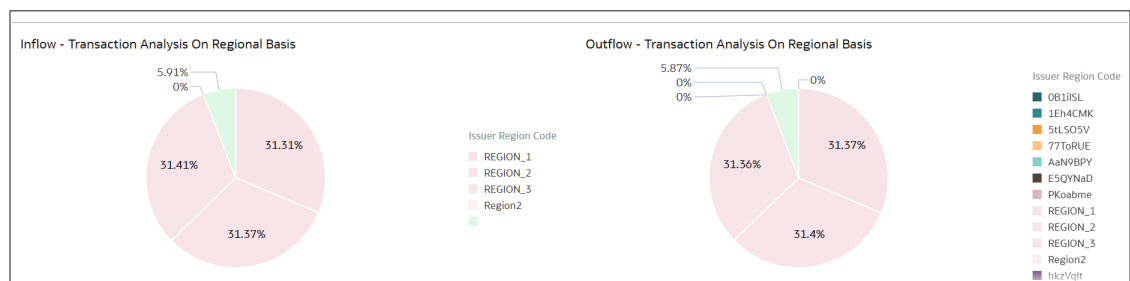 Inflow - Transaction Analysis On Regional Basis
5.91%
0%
31.31%
31.41%
31.37%
Issuer Region Code
REGION_1
REGION_2
REGION_3
Region2
Outflow - Transaction Analysis On Regional Basis
5.87%
0%
0%
0%
31.37%
31.36%
31.4%
Issuer Region Code
0B1iISL
1Eh4CMK
5tLSO5V
77ToRUE
AaN9BPY
E5QYNaD
PKoabme
REGION_1
REGION_2
REGION_3
Region2
hkzVqIt